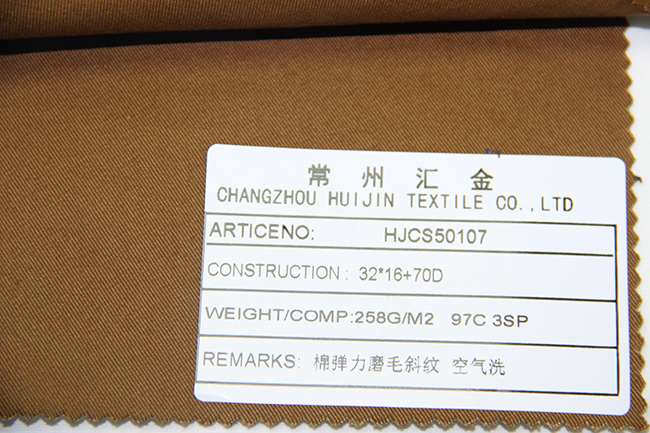 常州汇金
CHANGZHOU HUIJIN TEXTILE CO.,LTD
ARTICENO: HJCS50107
CONSTRUCTION: 32*16+70D
WEIGHT/COMP:258G/M2 97C 3SP
REMARKS: 棉弹力磨毛斜纹 空气洗